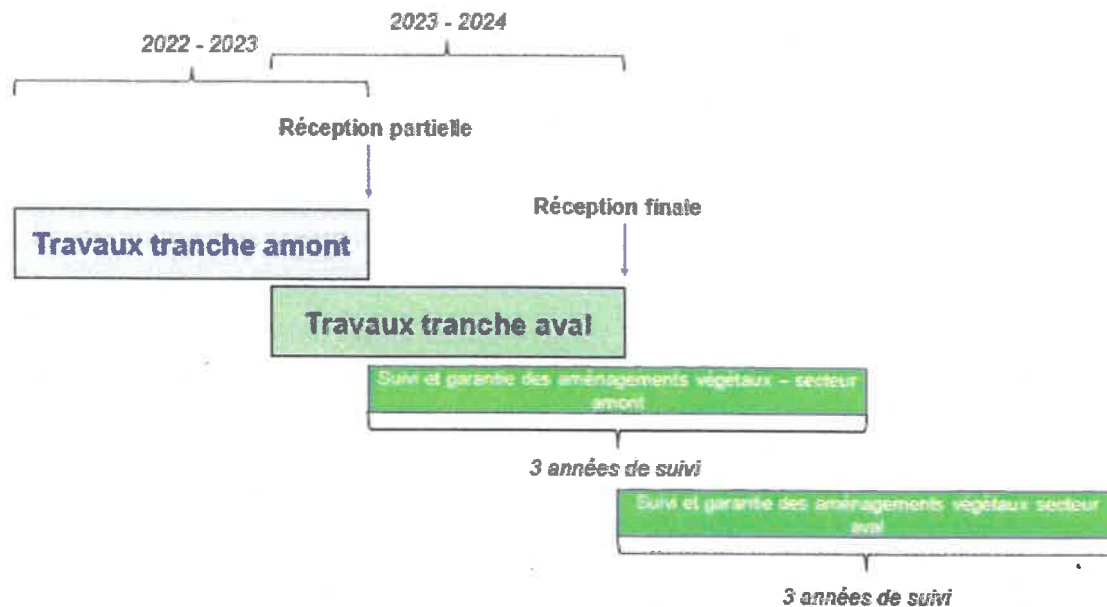 2023 - 2024
2022 - 2023
Réception partielle
Réception finale
Travaux tranche amont
Travaux tranche aval
Suivi et garantie des aménagements végétaux – secteur
amont
3 années de suivi
Suivi et garantie des aménagements végétaux secteur
aval
3 années de suivi